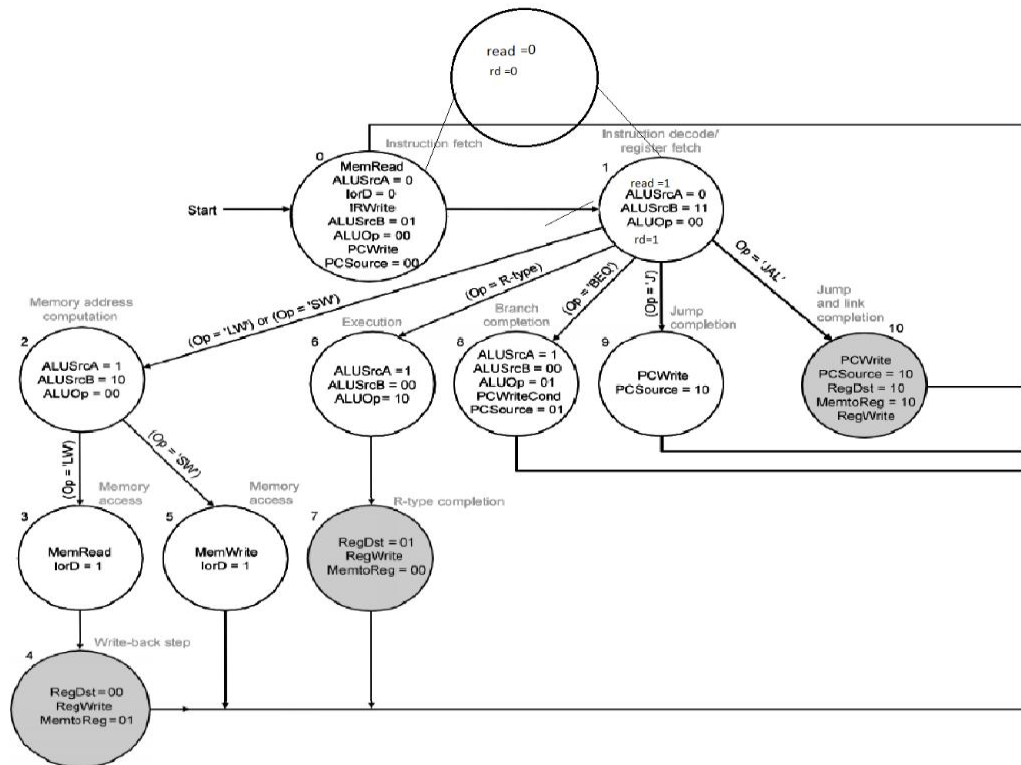 read =0
rd =0
Instruction fetch
0
MemRead
ALUSrcA = 0
IorD = 0
IRWrite
ALUSrcB = 01
ALUOp = 00
PCWrite
PCSource = 00
Start
Instruction decode/
register fetch
1
read =1
ALUSrcA = 0
ALUSrcB = 11
ALUOp = 00
rd=1
(Op = 'LW') or (Op = 'SW')
(Op = R-type)
(Op = 'BEQ')
(Op = 'J')
Op = 'JAL'
Memory address
computation
2
ALUSrcA = 1
ALUSrcB = 10
ALUOp = 00
Execution
6
ALUSrcA =1
ALUSrcB = 00
ALUOp= 10
Branch
completion
8
ALUSrcA = 1
ALUSrcB = 00
ALUOp = 01
PCWriteCond
PCSource = 01
Jump
completion
9
PCWrite
PCSource = 10
Jump
and link
completion
10
PCWrite
PCSource = 10
RegDst = 10
MemtoReg = 10
RegWrite
(Op = 'LW')
(Op = 'SW')
Memory
access
3
MemRead
IorD = 1
Memory
access
5
MemWrite
IorD = 1
R-type completion
7
RegDst = 01
RegWrite
MemtoReg = 00
Write-back step
4
RegDst = 00
RegWrite
MemtoReg = 01